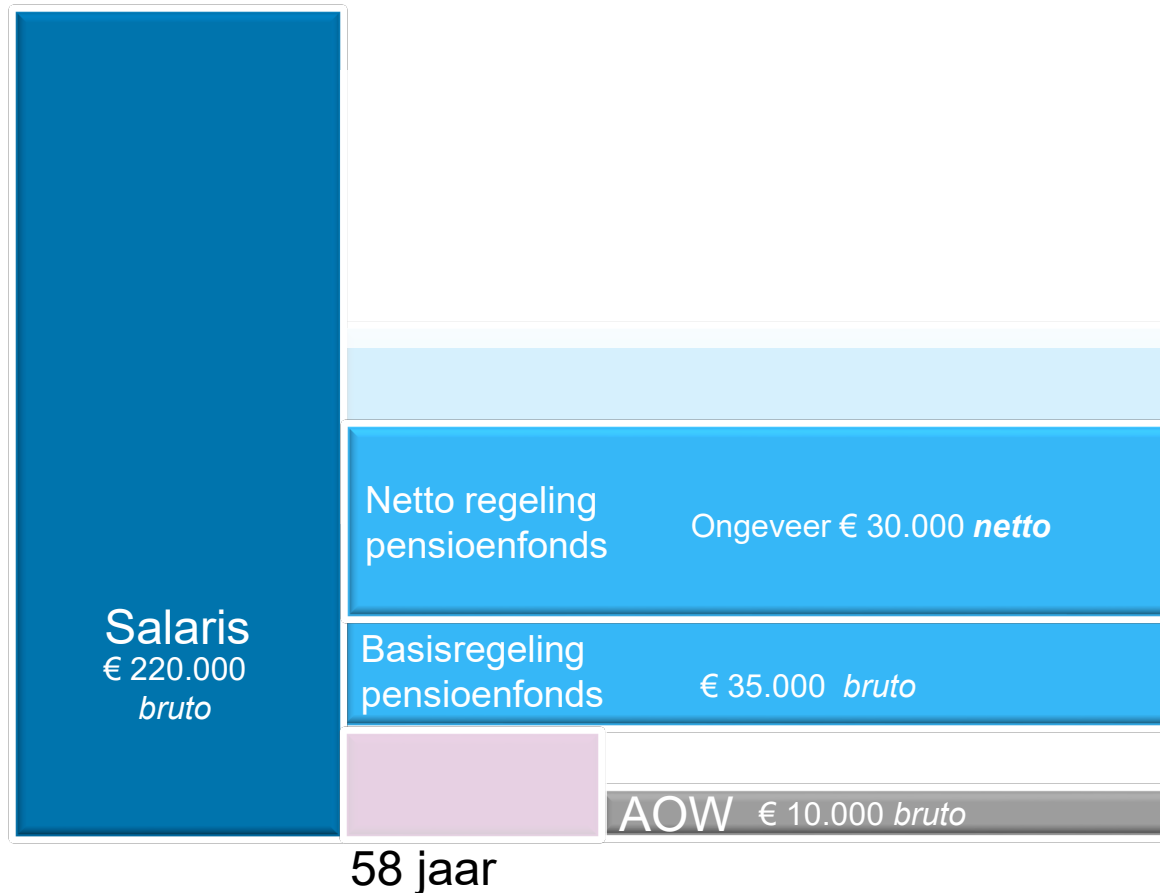 Netto regeling
pensioenfonds
Ongeveer € 30.000 netto
Salaris
€ 220.000
bruto
Basisregeling
pensioenfonds
€ 35.000 bruto
AOW € 10.000 bruto
58 jaar